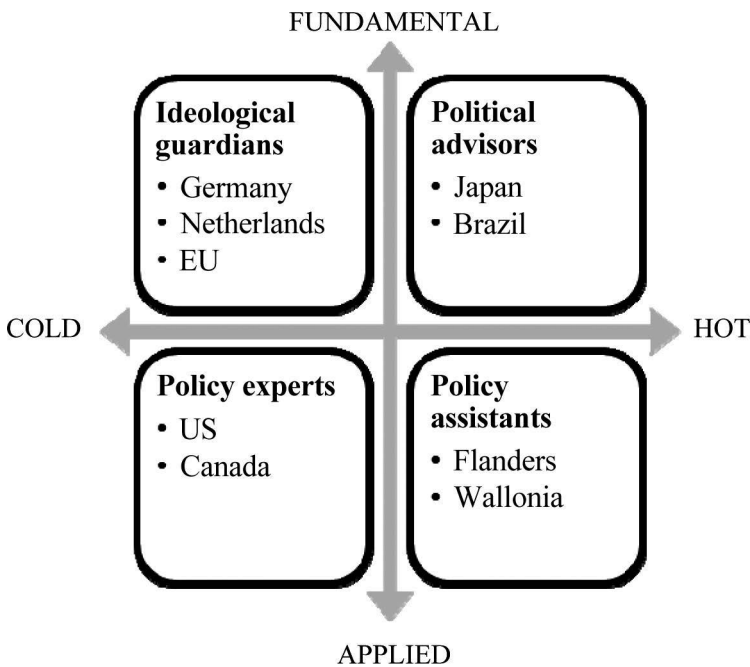 FUNDAMENTAL
Ideological
guardians
• Germany
• Netherlands
• EU
Political
advisors
• Japan
• Brazil
COLD
HOT
Policy experts
• US
• Canada
Policy
assistants
• Flanders
• Wallonia
APPLIED